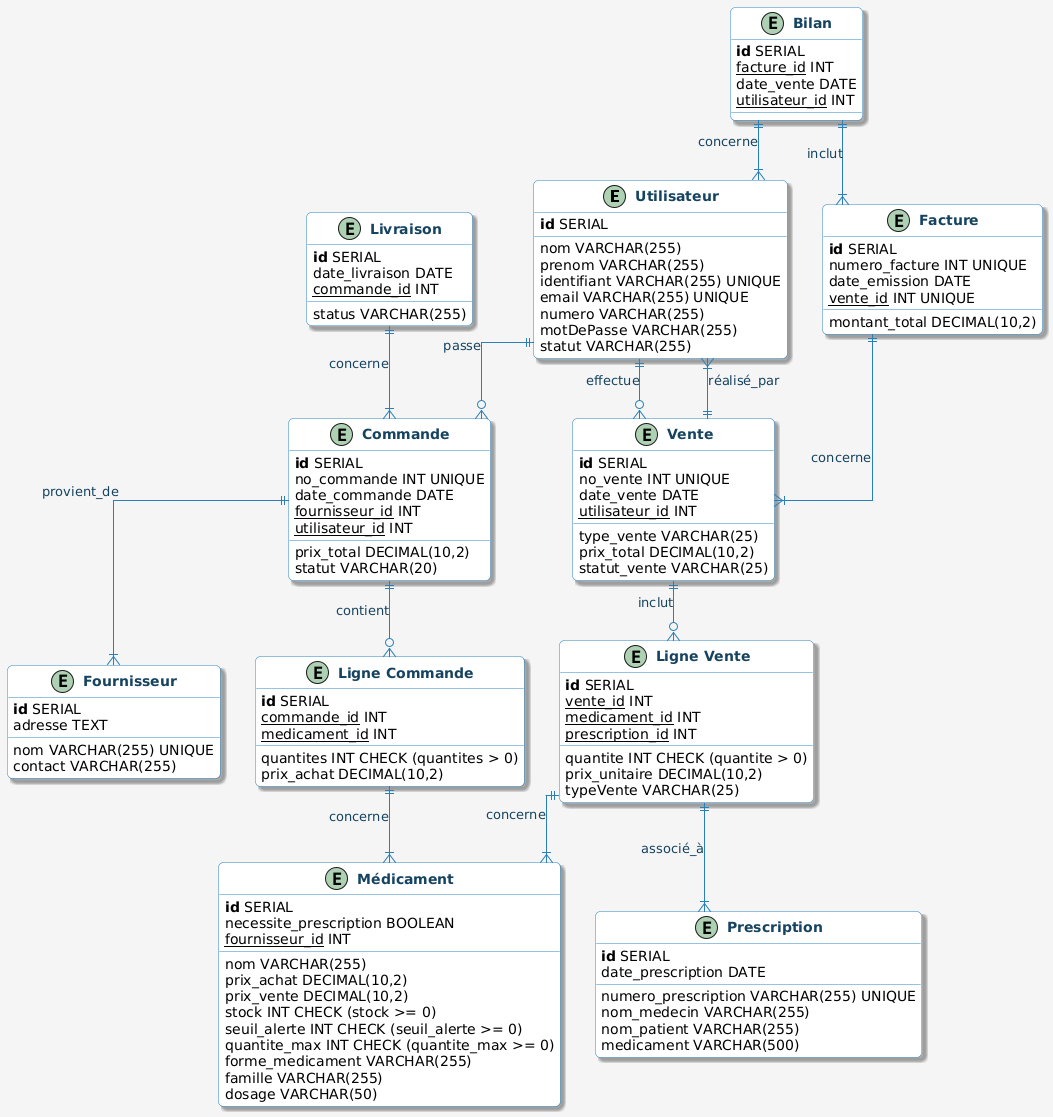 E Bilan
id SERIAL
facture_id INT
date_vente DATE
utilisateur_id INT
concerne
inclut
E Utilisateur
id SERIAL
nom VARCHAR(255)
prenom VARCHAR(255)
identifiant VARCHAR(255) UNIQUE
email VARCHAR(255) UNIQUE
numero VARCHAR(255)
motDePasse VARCHAR(255)
statut VARCHAR(255)
E Facture
id SERIAL
numero_facture INT UNIQUE
date_emission DATE
vente_id INT UNIQUE
montant_total DECIMAL(10,2)
E Livraison
id SERIAL
date_livraison DATE
commande_id INT
status VARCHAR(255)
concerne
passe
effectue
réalisé_par
concerne
E Commande
id SERIAL
no_commande INT UNIQUE
date_commande DATE
fournisseur_id INT
utilisateur_id INT
prix_total DECIMAL(10,2)
statut VARCHAR(20)
E Vente
id SERIAL
no_vente INT UNIQUE
date_vente DATE
utilisateur_id INT
type_vente VARCHAR(25)
prix_total DECIMAL(10,2)
statut_vente VARCHAR(25)
provient_de
contient
inclut
E Fournisseur
id SERIAL
adresse TEXT
nom VARCHAR(255) UNIQUE
contact VARCHAR(255)
E Ligne Commande
id SERIAL
commande_id INT
medicament_id INT
quantites INT CHECK (quantites > 0)
prix_achat DECIMAL(10,2)
E Ligne Vente
id SERIAL
vente_id INT
medicament_id INT
prescription_id INT
quantite INT CHECK (quantite > 0)
prix_unitaire DECIMAL(10,2)
typeVente VARCHAR(25)
concerne
concerne
associé_à
E Médicament
id SERIAL
necessite_prescription BOOLEAN
fournisseur_id INT
nom VARCHAR(255)
prix_achat DECIMAL(10,2)
prix_vente DECIMAL(10,2)
stock INT CHECK (stock >= 0)
seuil_alerte INT CHECK (seuil_alerte >= 0)
quantite_max INT CHECK (quantite_max >= 0)
forme_medicament VARCHAR(255)
famille VARCHAR(255)
dosage VARCHAR(50)
E Prescription
id SERIAL
date_prescription DATE
numero_prescription VARCHAR(255) UNIQUE
nom_medecin VARCHAR(255)
nom_patient VARCHAR(255)
medicament VARCHAR(500)